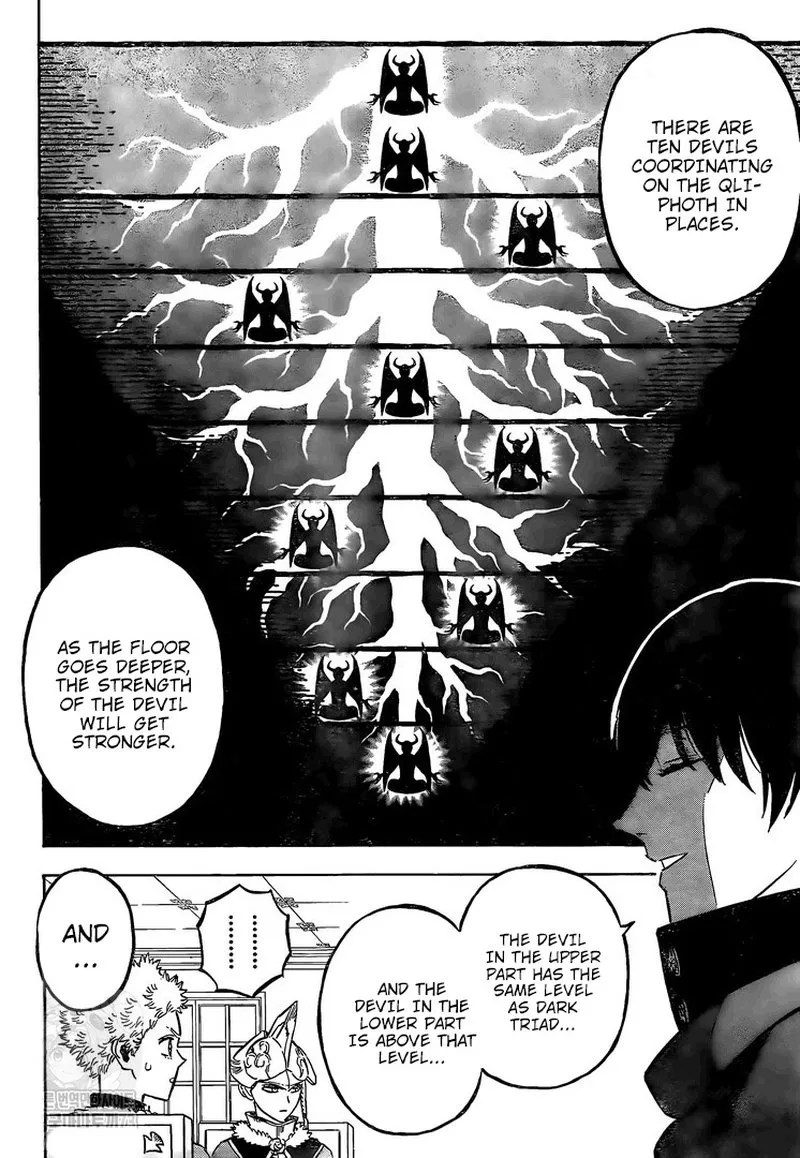 THERE ARE
TEN DEVILS
COORDINATING
ON THE QLI-
PHOTH IN
PLACES.
AS THE FLOOR
GOES DEEPER,
THE STRENGTH
OF THE DEVIL
WILL GET
STRONGER.
THE DEVIL
IN THE UPPER
PART HAS THE
SAME LEVEL
AS DARK
TRIAD...
AND THE
DEVIL IN THE
LOWER PART
IS ABOVE THAT
LEVEL...
AND
...